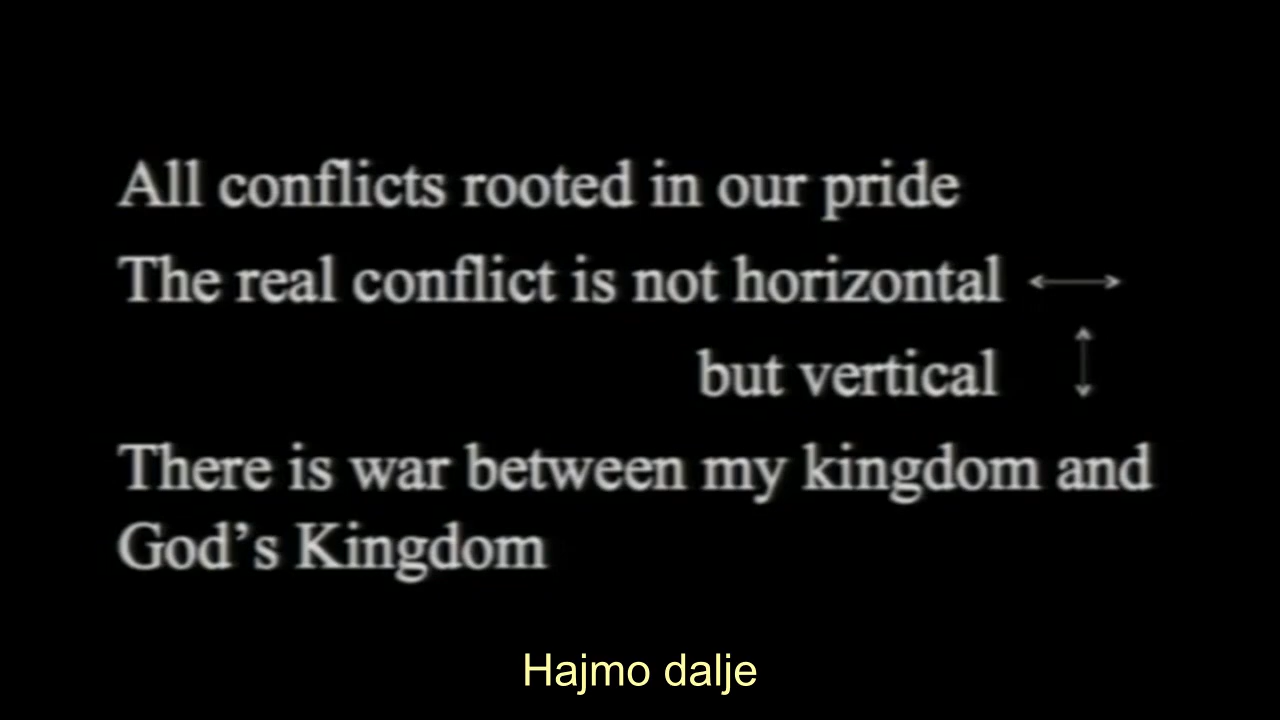 All conflicts rooted in our pride
The real conflict is not horizontal ↔
but vertical ↕
There is war between my kingdom and
God’s Kingdom
Hajmo dalje